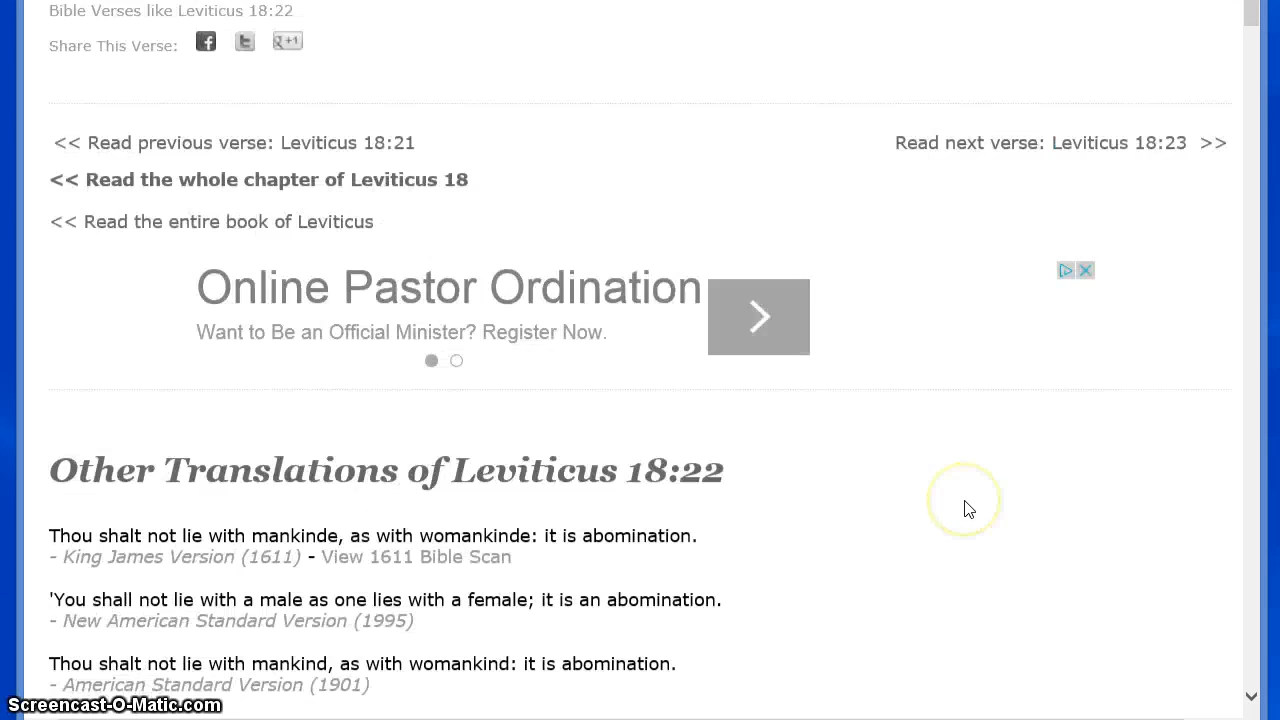 Bible Verses like Leviticus 18:22
Share This Verse:
g+1
<< Read previous verse: Leviticus 18:21
Read next verse: Leviticus 18:23 >>
<< Read the whole chapter of Leviticus 18
<< Read the entire book of Leviticus
Online Pastor Ordination
Want to Be an Official Minister? Register Now.
Other Translations of Leviticus 18:22
Thou shalt not lie with mankinde, as with womankinde: it is abomination.
- King James Version (1611) - View 1611 Bible Scan
'You shall not lie with a male as one lies with a female; it is an abomination.
- New American Standard Version (1995)
Thou shalt not lie with mankind, as with womankind: it is abomination.
- American Standard Version (1901)
Screencast-O-Matic.com